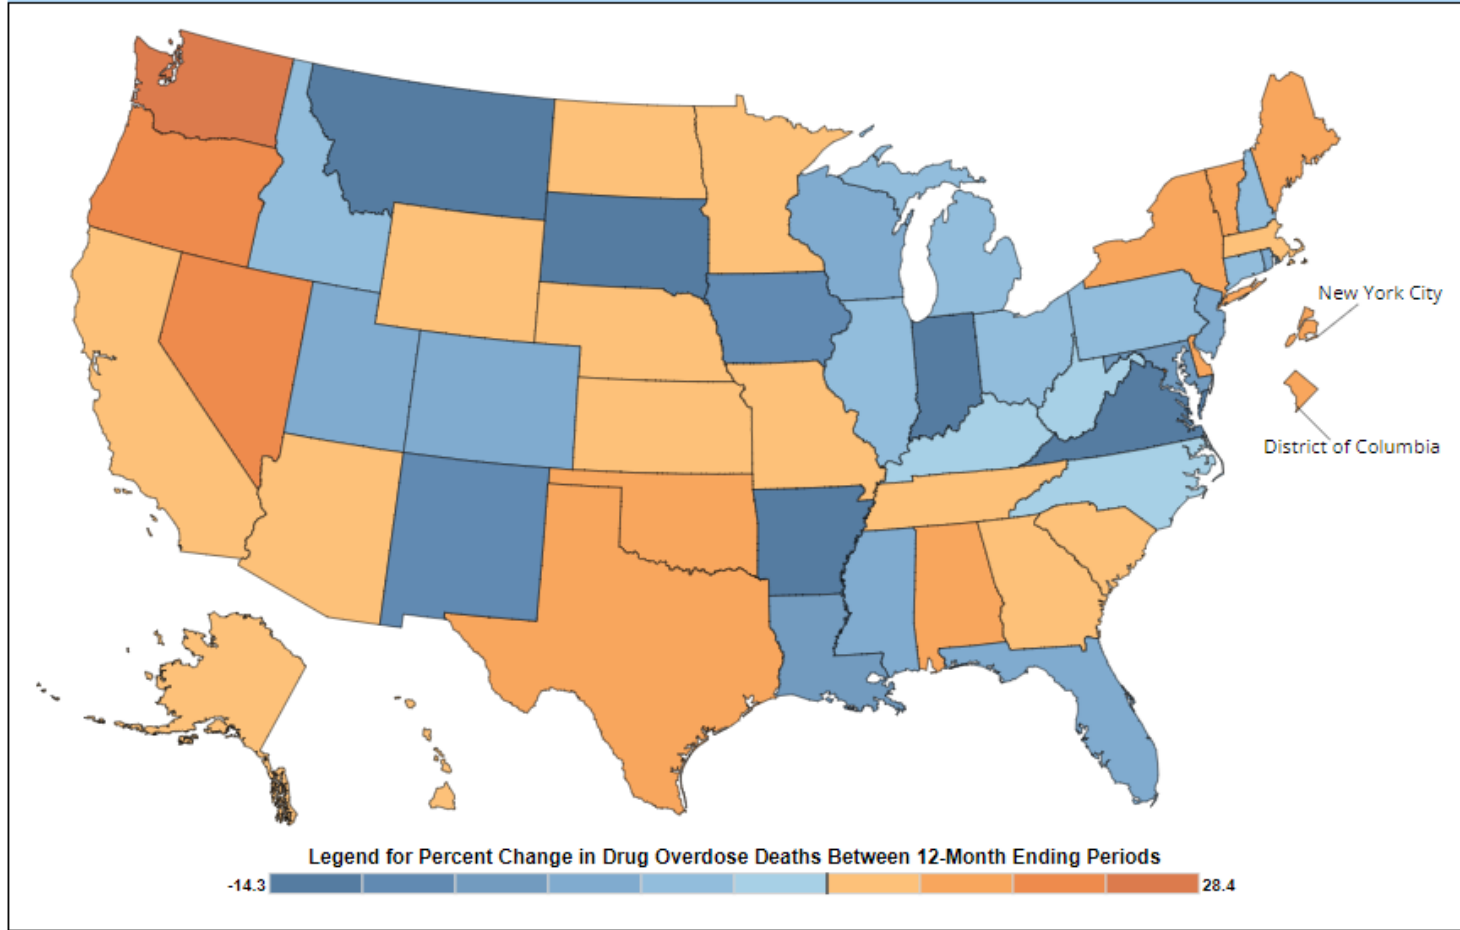 New York City
District of Columbia
Legend for Percent Change in Drug Overdose Deaths Between 12-Month Ending Periods
-14.3 28.4